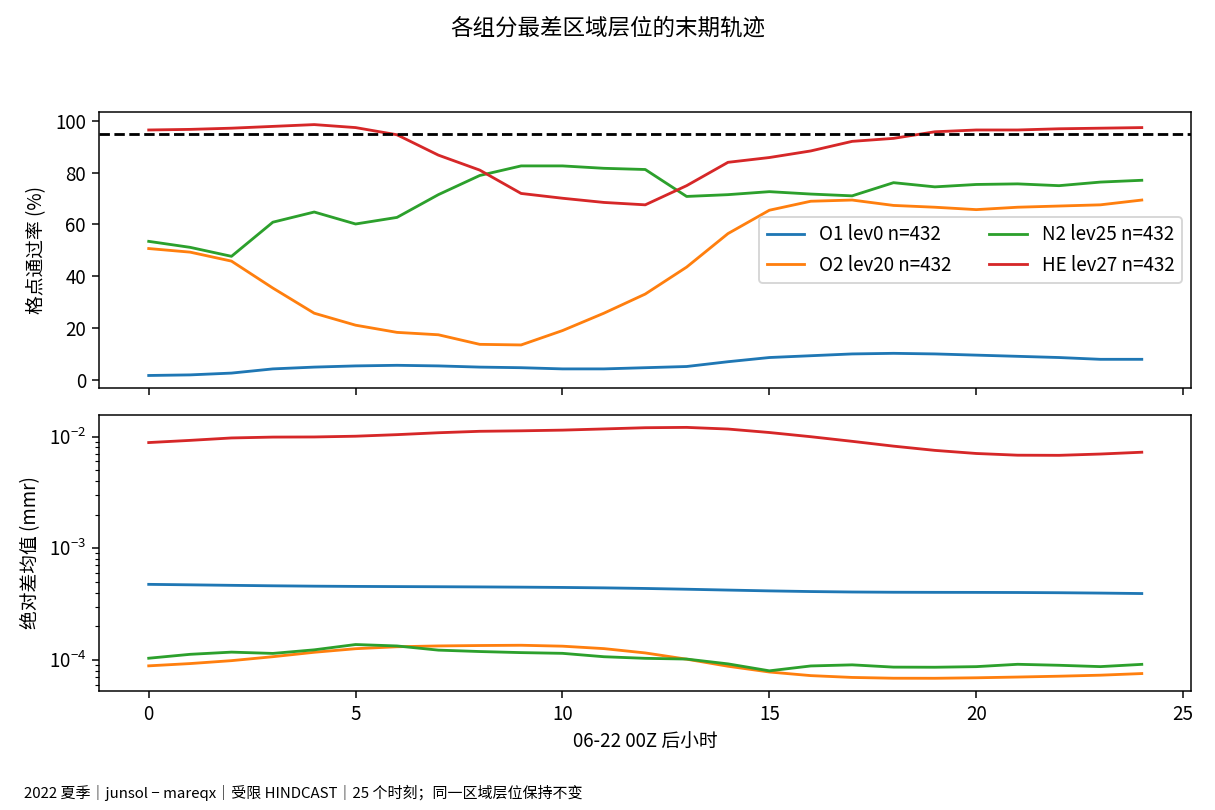 各组分最差区域层位的末期轨迹
格点通过率 (%)
100
80
60
40
20
0
O1 lev0 n=432
O2 lev20 n=432
N2 lev25 n=432
HE lev27 n=432
绝对差均值 (mmr)
10⁻²
10⁻³
10⁻⁴
0 5 10 15 20 25
06-22 00Z 后小时
2022 夏季｜junsol − mareqx｜受限 HINDCAST｜25 个时刻；同一区域层位保持不变